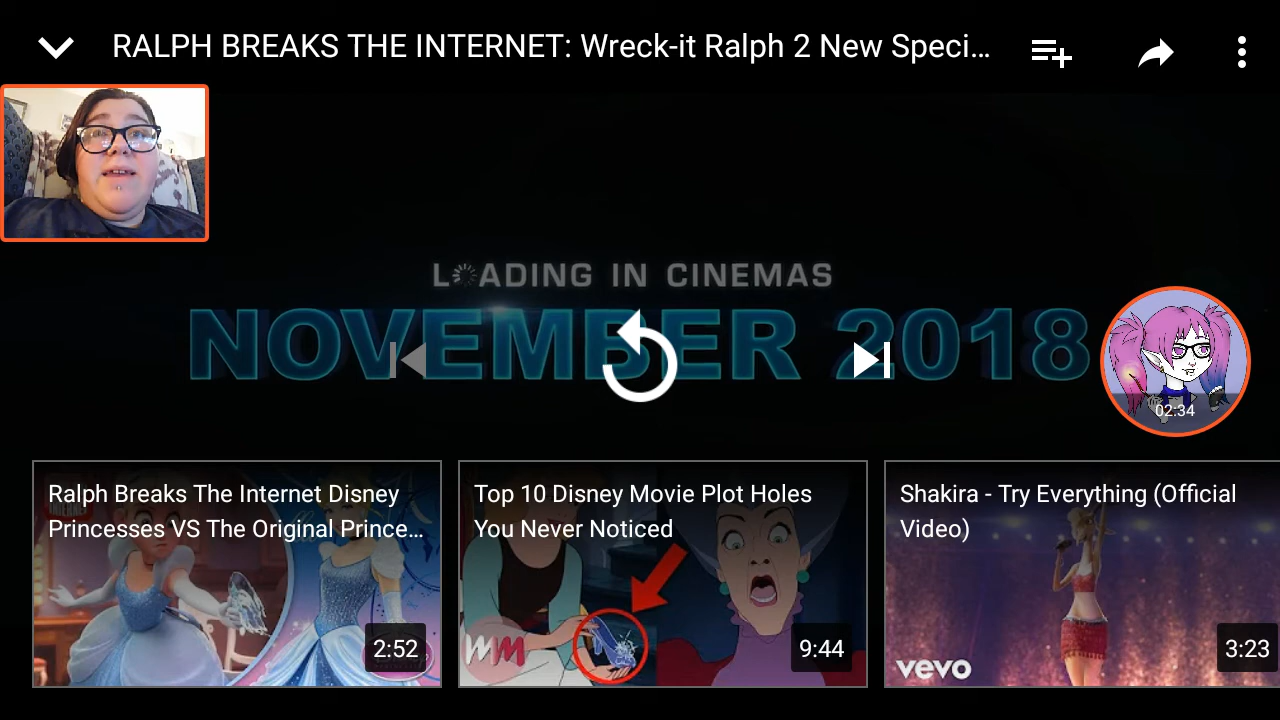 RALPH BREAKS THE INTERNET: Wreck-it Ralph 2 New Speci...
LOADING IN CINEMAS
NOVEMBER 2018
02:34
Ralph Breaks The Internet Disney
Princesses VS The Original Prince...
2:52
Top 10 Disney Movie Plot Holes
You Never Noticed
WM
9:44
Shakira - Try Everything (Official
Video)
vevo
3:23